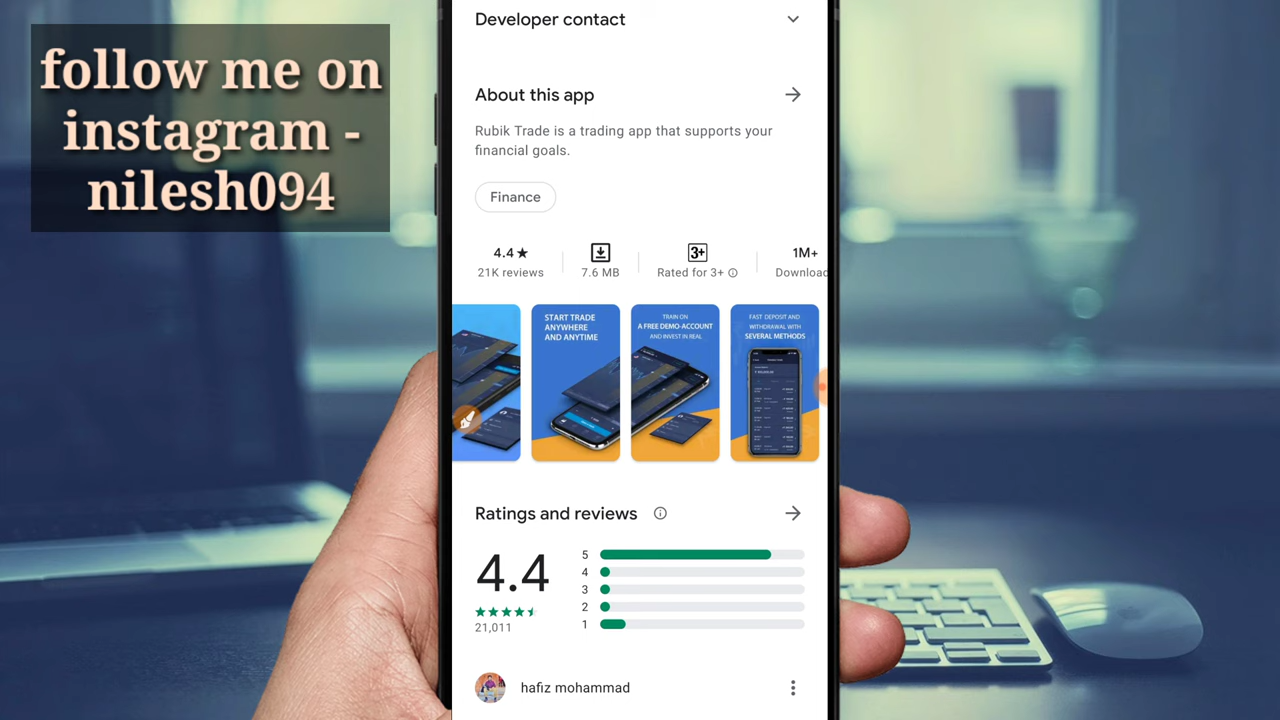 follow me on
instagram -
nilesh094
Developer contact
About this app
Rubik Trade is a trading app that supports your
financial goals.
Finance
4.4★
21K reviews
7.6 MB
3+
Rated for 3+
1M+
Download
START TRADE
ANYWHERE
AND ANYTIME
TRAIN ON
A FREE DEMO-ACCOUNT
AND INVEST IN REAL
FAST DEPOSIT AND
WITHDRAWAL WITH
SEVERAL METHODS
Ratings and reviews
4.4
21,011
5
4
3
2
1
hafiz mohammad